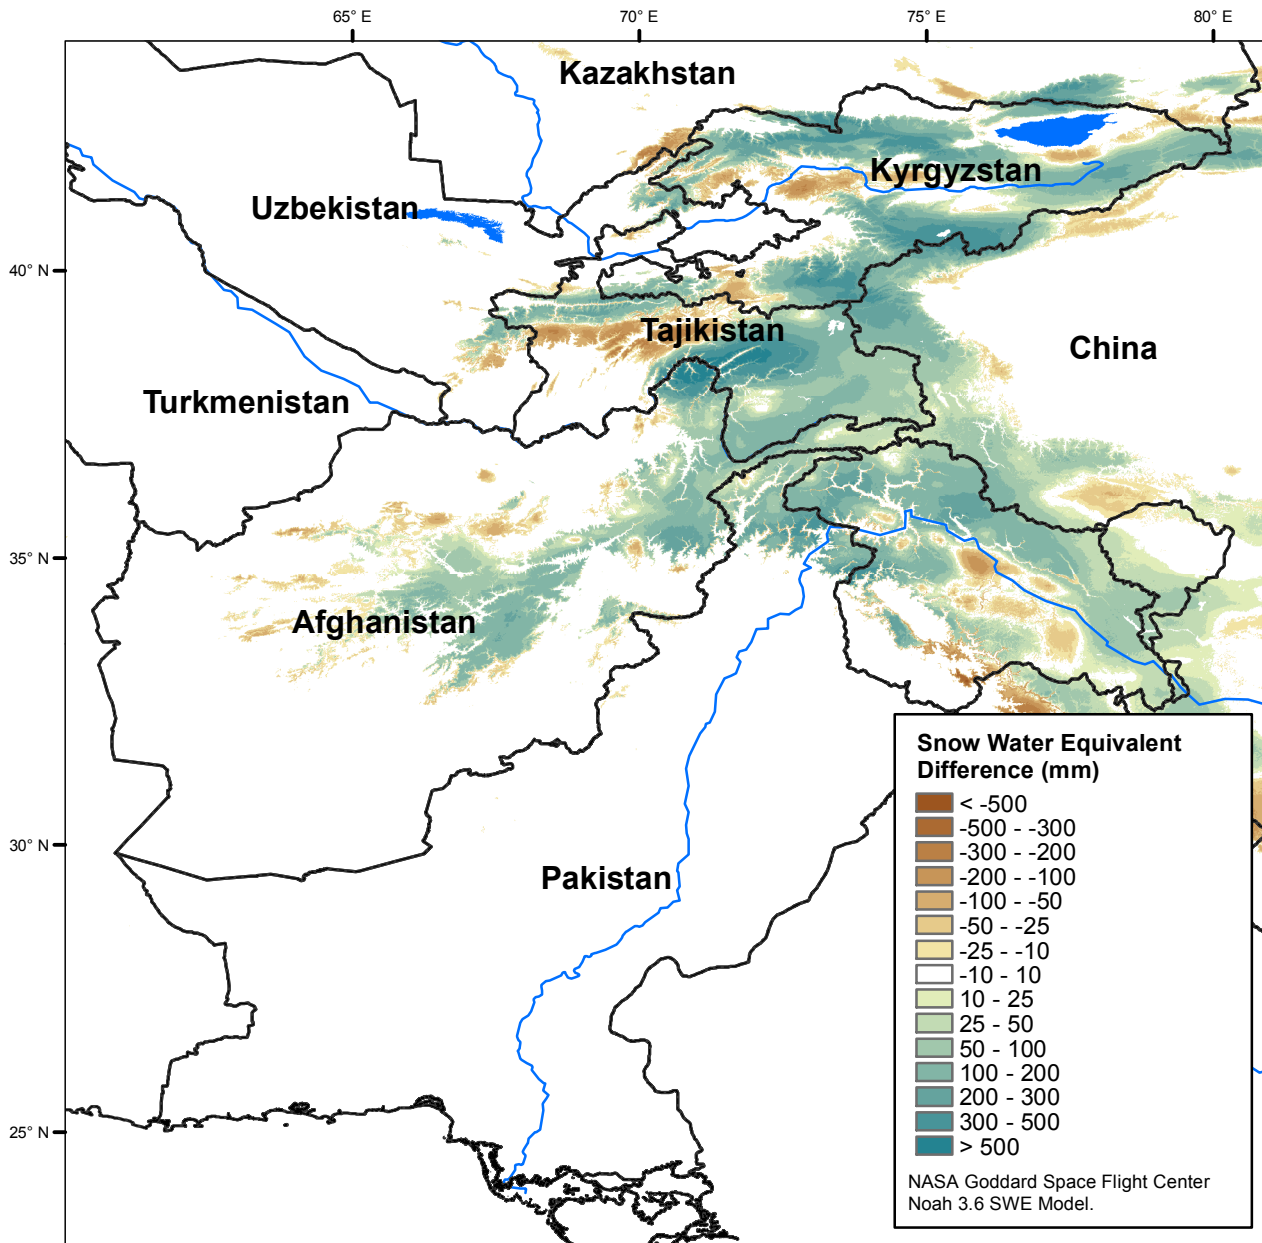 65° E
70° E
75° E
80° E
Kazakhstan
Kyrgyzstan
Uzbekistan
40° N
Tajikistan
China
Turkmenistan
35° N
Afghanistan
Snow Water Equivalent
Difference (mm)
< -500
-500 - -300
-300 - -200
-200 - -100
-100 - -50
-50 - -25
-25 - -10
-10 - 10
10 - 25
25 - 50
50 - 100
100 - 200
200 - 300
300 - 500
> 500
NASA Goddard Space Flight Center
Noah 3.6 SWE Model.
30° N
Pakistan
25° N